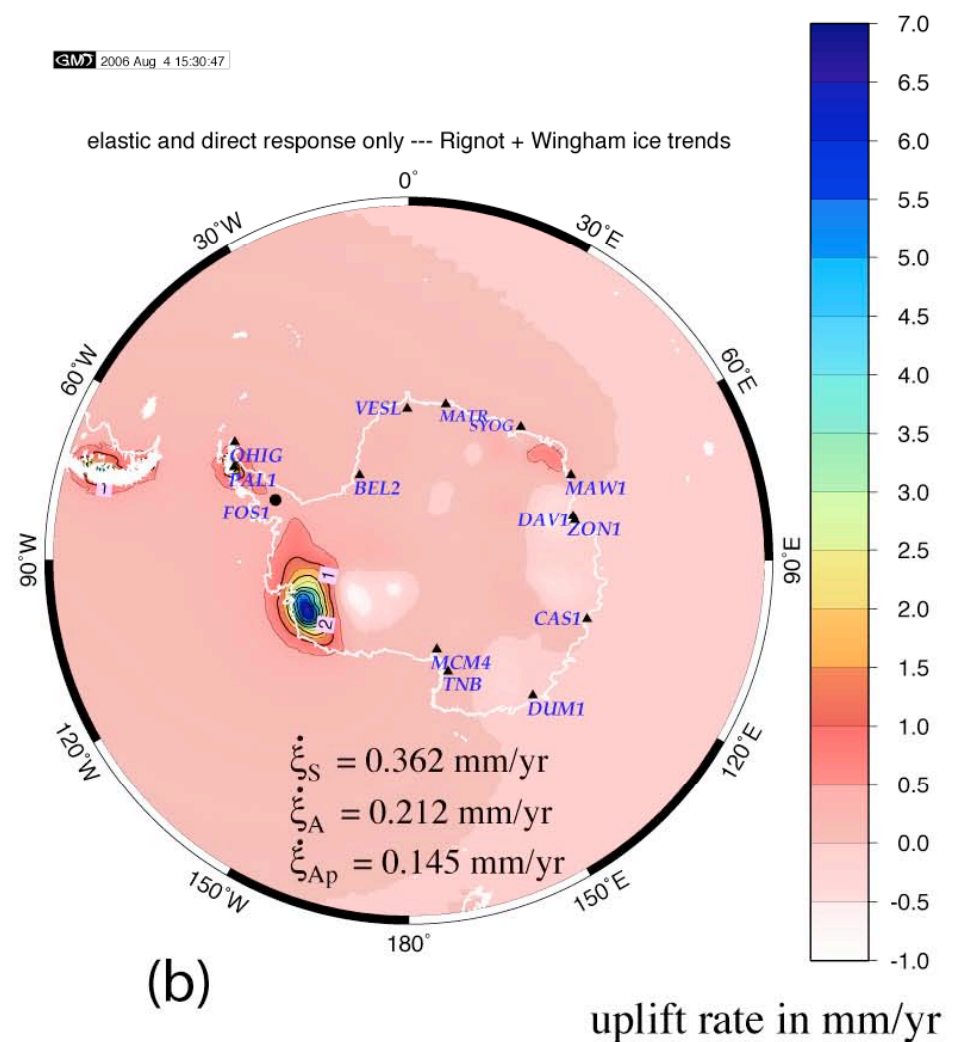 GMT 2006 Aug 4 15:30:47
elastic and direct response only --- Rignot + Wingham ice trends
0°
30°W
30°E
60°W
60°E
90°W
90°E
120°W
120°E
150°W
150°E
180°
VESL
MATR
SYOG
OHIG
PAL1
FOS1
BEL2
MAW1
DAV1
ZON1
CAS1
MCM4
TNB
DUM1
1
1
2
ξ̇S = 0.362 mm/yr
ξ̇A = 0.212 mm/yr
ξ̇Ap = 0.145 mm/yr
7.0
6.5
6.0
5.5
5.0
4.5
4.0
3.5
3.0
2.5
2.0
1.5
1.0
0.5
0.0
-0.5
-1.0
(b)
uplift rate in mm/yr